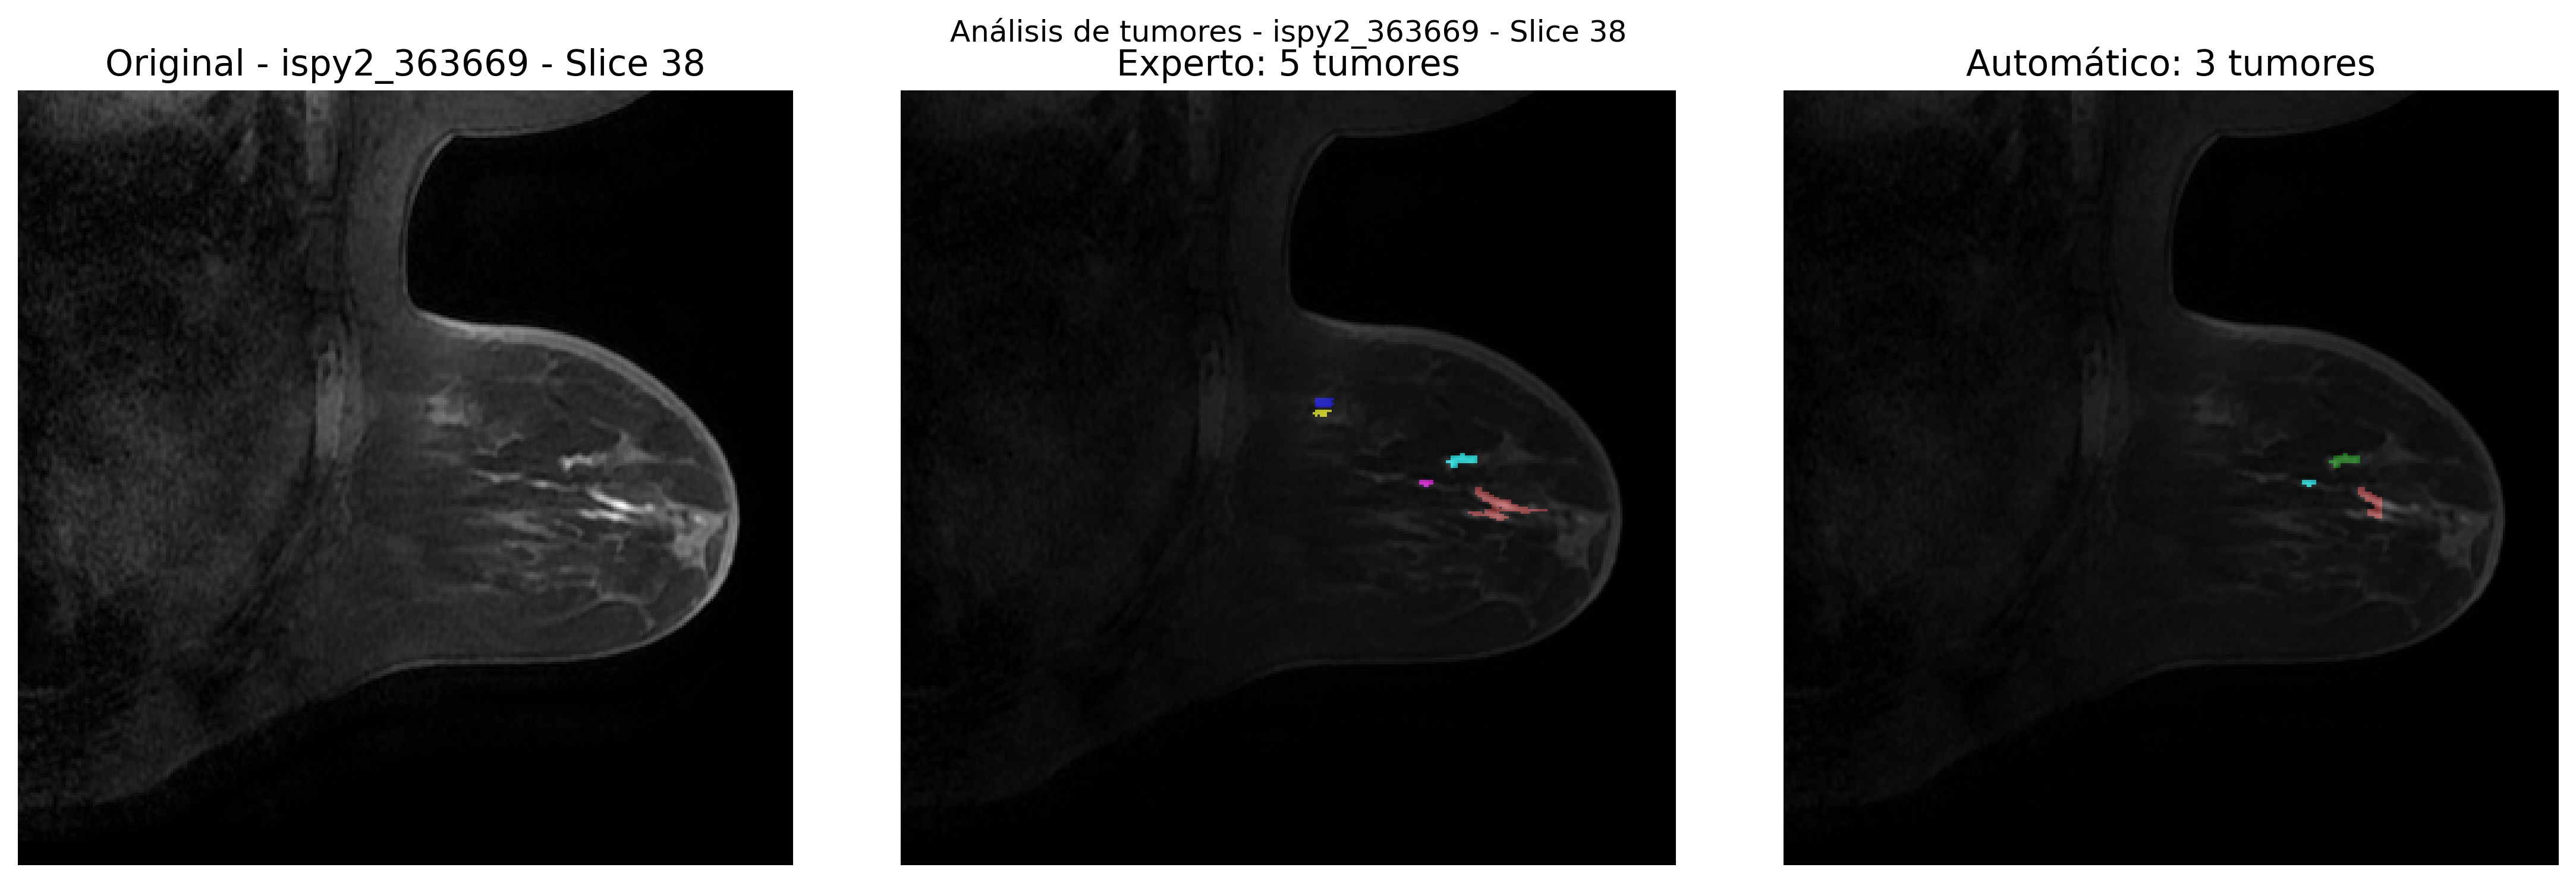 Análisis de tumores - ispy2_363669 - Slice 38
Original - ispy2_363669 - Slice 38
Experto: 5 tumores
Automático: 3 tumores